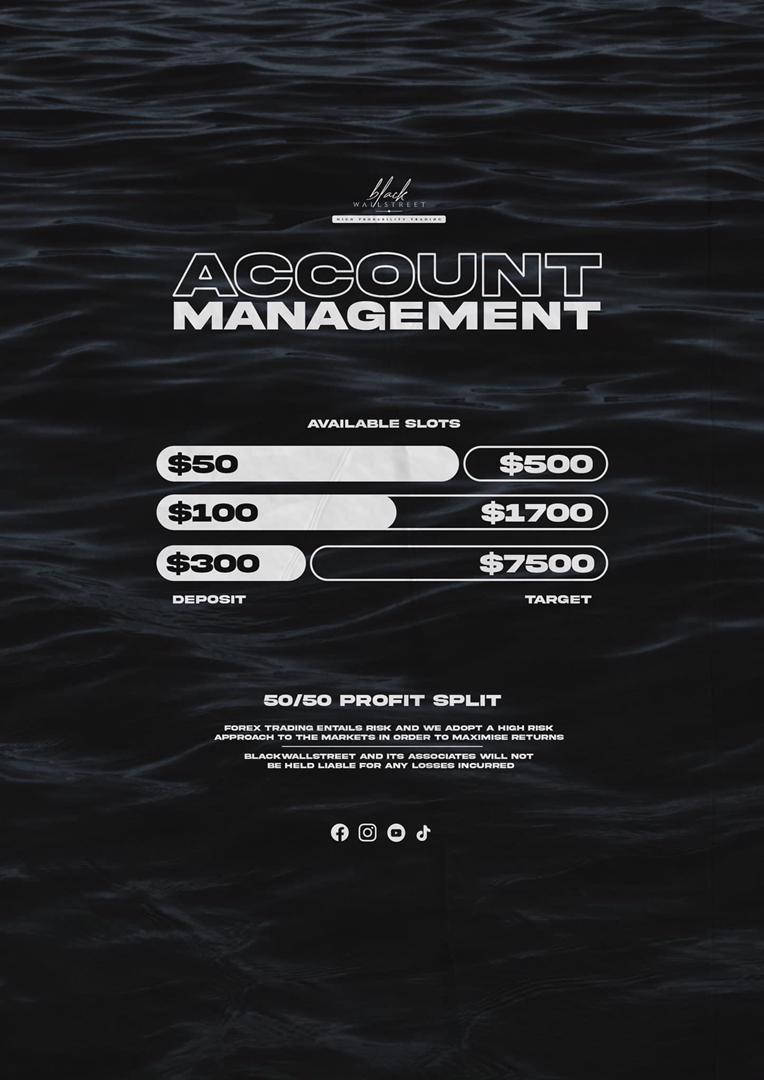 black
WALLSTREET
HIGH PROBABILITY TRADING
ACCOUNT
MANAGEMENT
AVAILABLE SLOTS
$50 $500
$100 $1700
$300 $7500
DEPOSIT TARGET
50/50 PROFIT SPLIT
FOREX TRADING ENTAILS RISK AND WE ADOPT A HIGH RISK
APPROACH TO THE MARKETS IN ORDER TO MAXIMISE RETURNS
BLACKWALLSTREET AND ITS ASSOCIATES WILL NOT
BE HELD LIABLE FOR ANY LOSSES INCURRED